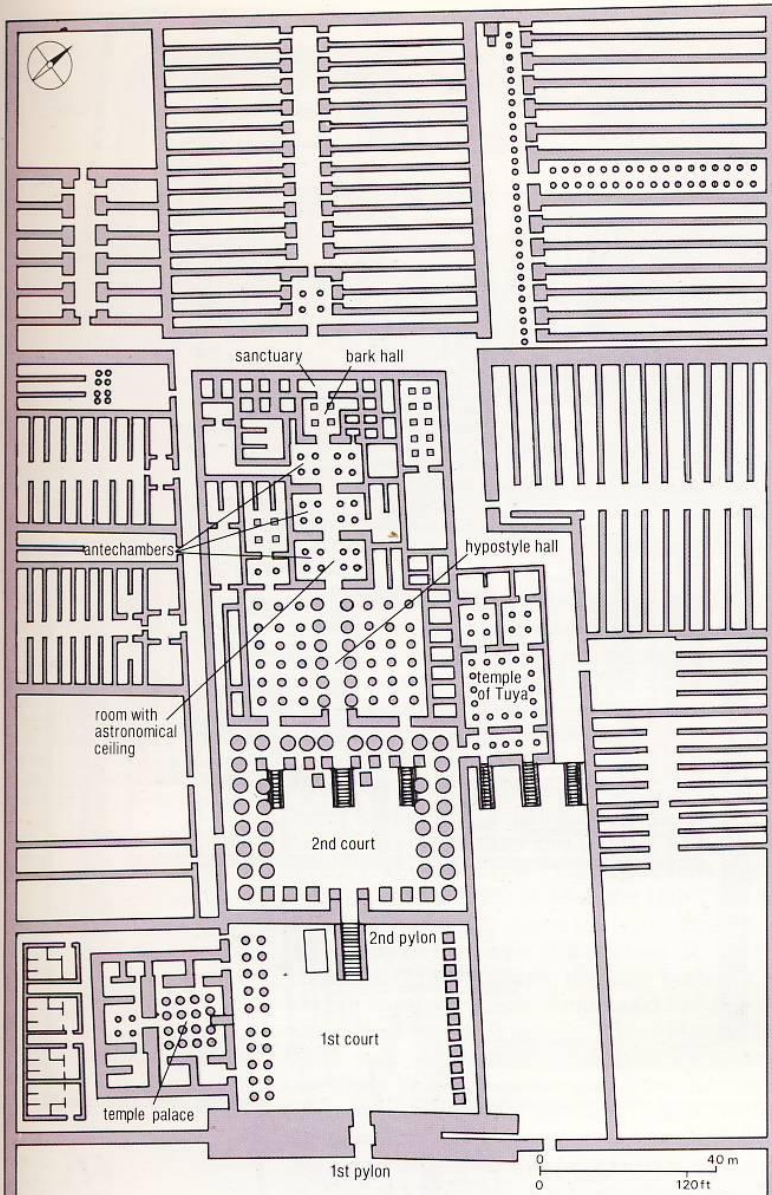 sanctuary
bark hall
antechambers
hypostyle hall
temple
of Tuya
room with
astronomical
ceiling
2nd court
2nd pylon
1st court
temple palace
1st pylon
0 40 m
0 120 ft